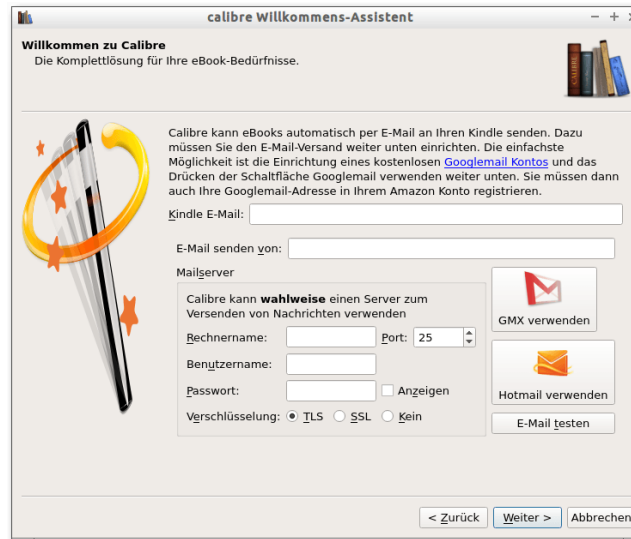 calibre Willkommens-Assistent
Willkommen zu Calibre
Die Komplettlösung für Ihre eBook-Bedürfnisse.
CALIBRE
Calibre kann eBooks automatisch per E-Mail an Ihren Kindle senden. Dazu
müssen Sie den E-Mail-Versand weiter unten einrichten. Die einfachste
Möglichkeit ist die Einrichtung eines kostenlosen Googlemail Kontos und das
Drücken der Schaltfläche Googlemail verwenden weiter unten. Sie müssen dann
auch Ihre Googlemail-Adresse in Ihrem Amazon Konto registrieren.
Kindle E-Mail:
E-Mail senden von:
Mailserver
Calibre kann wahlweise einen Server zum
Versenden von Nachrichten verwenden
Rechnername: Port: 25
Benutzername:
Passwort: Anzeigen
Verschlüsselung: TLS SSL Kein
GMX verwenden
Hotmail verwenden
E-Mail testen
< Zurück Weiter > Abbrechen